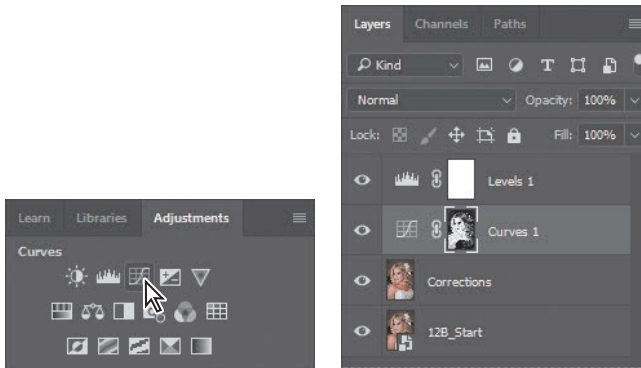 Learn Libraries Adjustments
Curves
Layers Channels Paths
Kind
Normal Opacity: 100%
Lock: Fill: 100%
Levels 1
Curves 1
Corrections
12B_Start